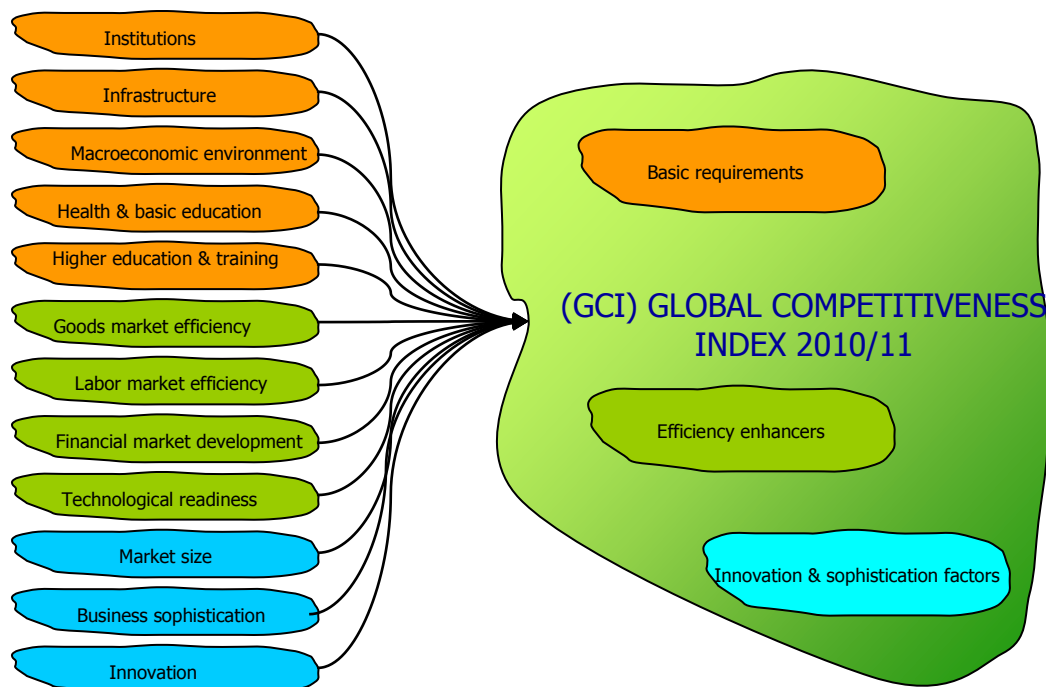 Institutions
Infrastructure
Macroeconomic environment
Health & basic education
Higher education & training
Goods market efficiency
Labor market efficiency
Financial market development
Technological readiness
Market size
Business sophistication
Innovation
Basic requirements
(GCI) GLOBAL COMPETITIVENESS
INDEX 2010/11
Efficiency enhancers
Innovation & sophistication factors